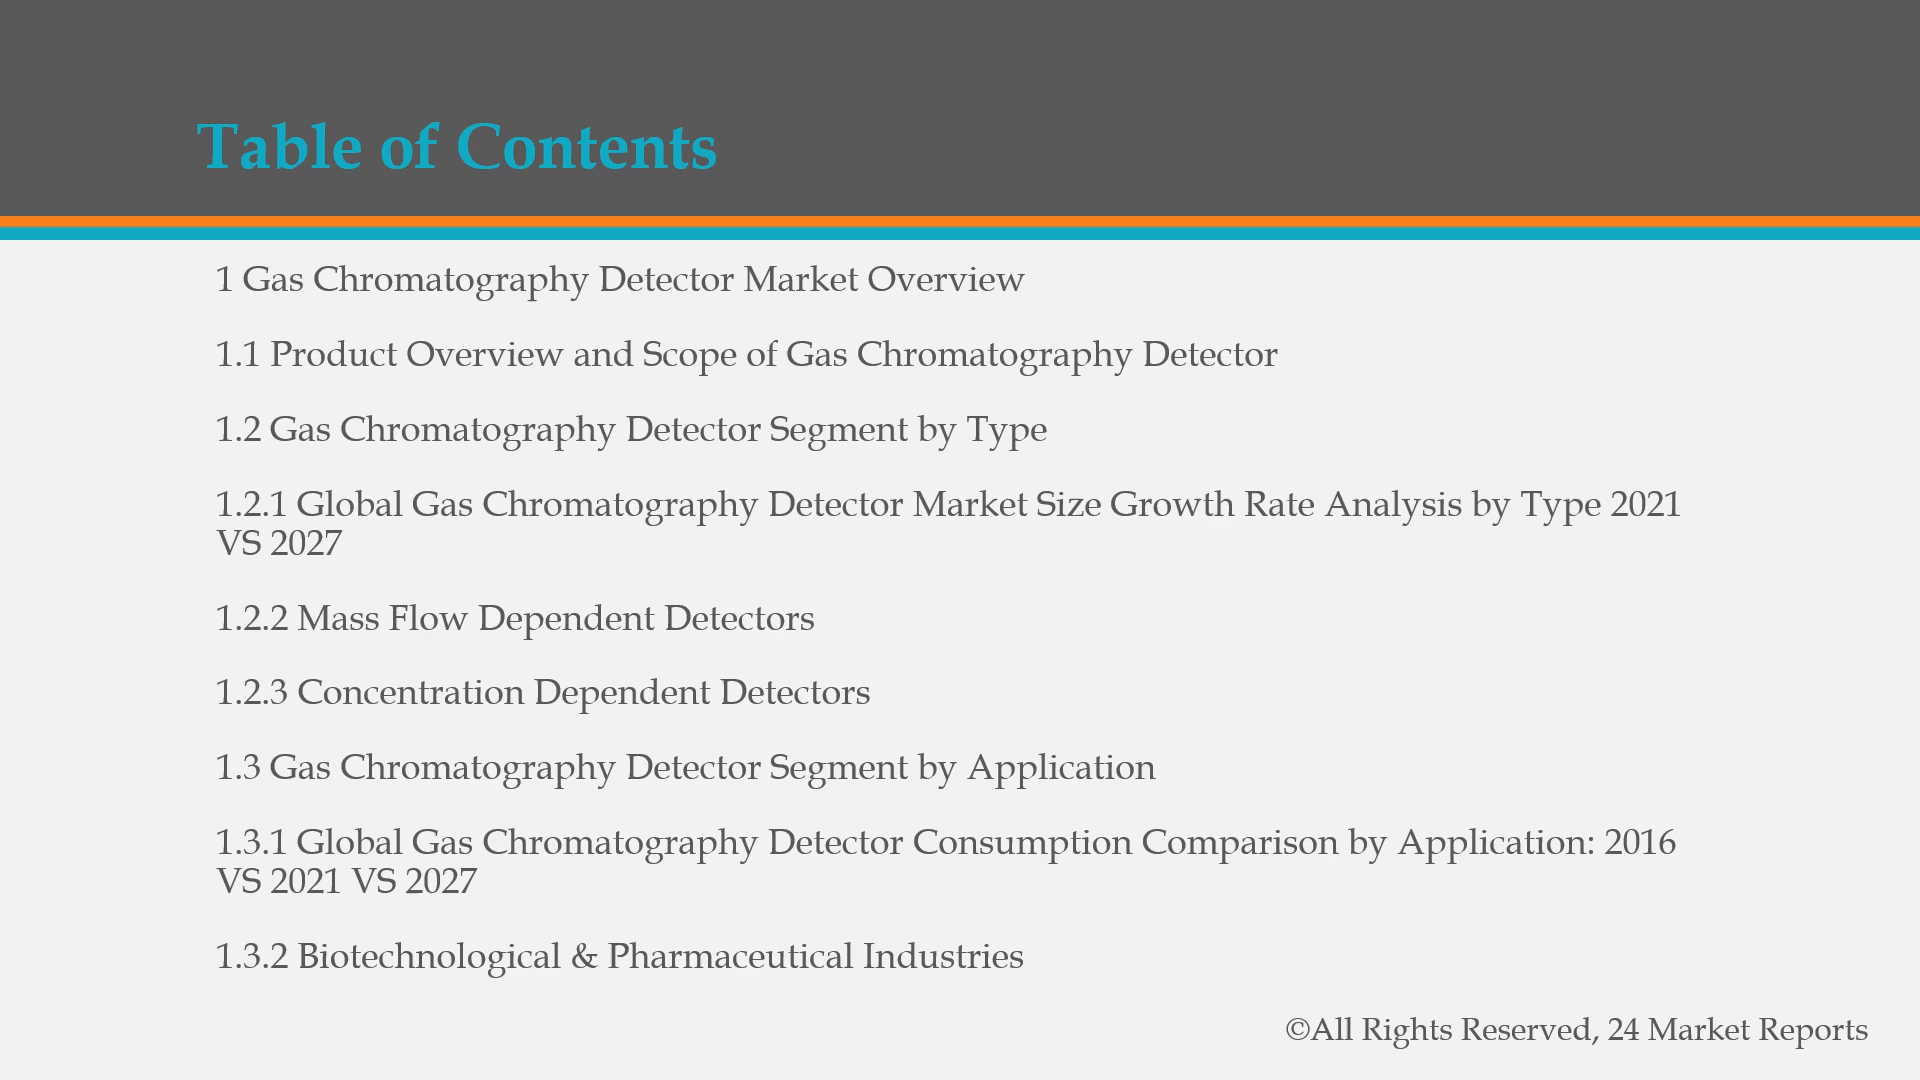 Table of Contents
1 Gas Chromatography Detector Market Overview
1.1 Product Overview and Scope of Gas Chromatography Detector
1.2 Gas Chromatography Detector Segment by Type
1.2.1 Global Gas Chromatography Detector Market Size Growth Rate Analysis by Type 2021
VS 2027
1.2.2 Mass Flow Dependent Detectors
1.2.3 Concentration Dependent Detectors
1.3 Gas Chromatography Detector Segment by Application
1.3.1 Global Gas Chromatography Detector Consumption Comparison by Application: 2016
VS 2021 VS 2027
1.3.2 Biotechnological & Pharmaceutical Industries
©All Rights Reserved, 24 Market Reports